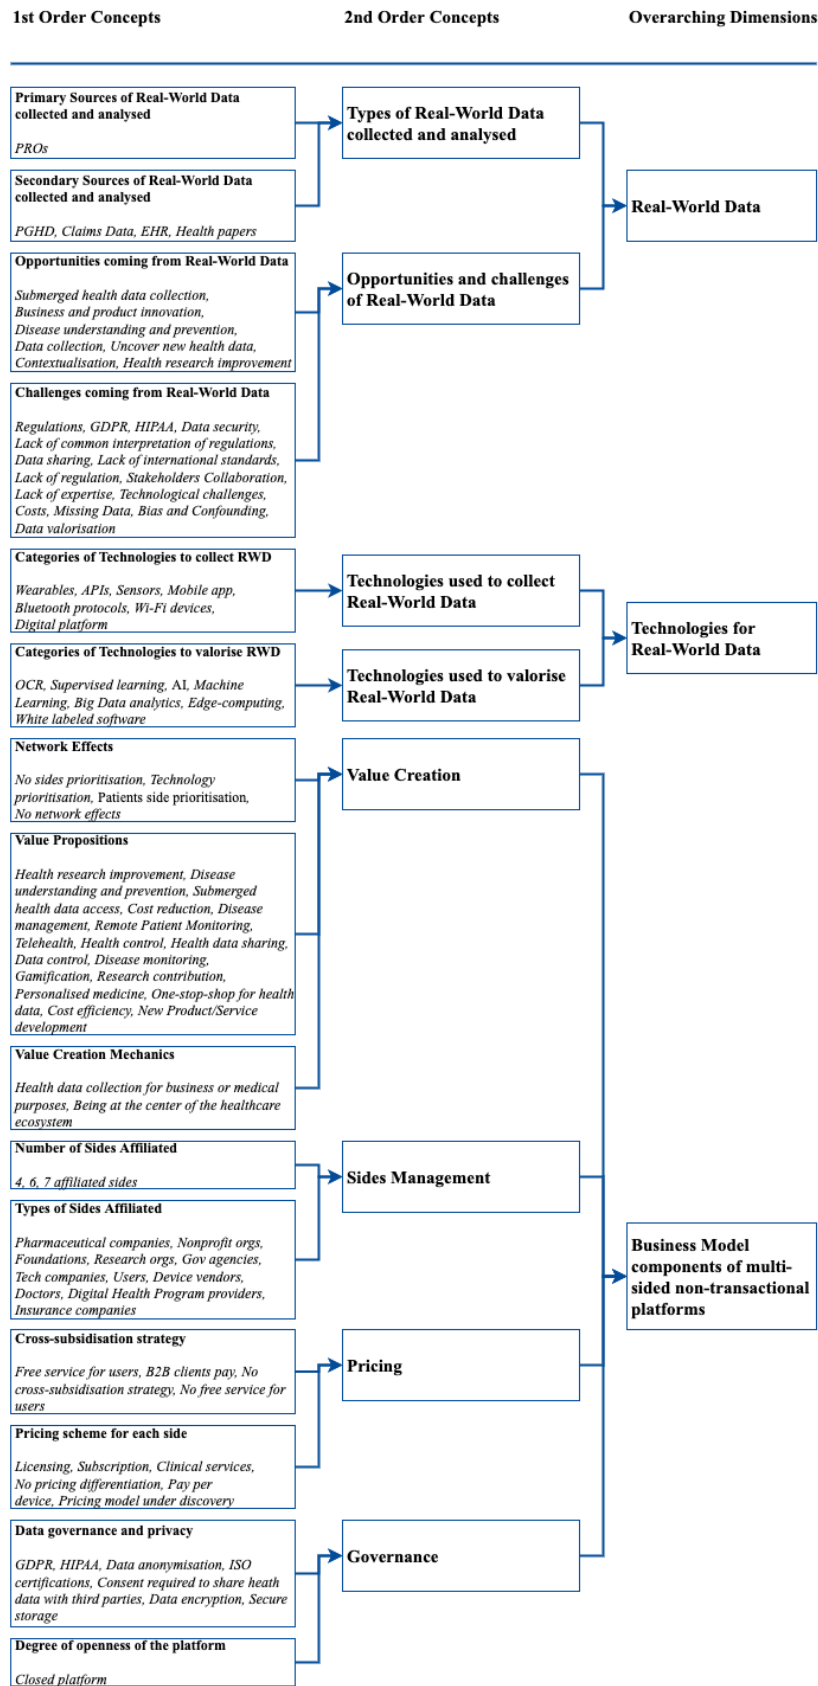 1st Order Concepts
2nd Order Concepts
Overarching Dimensions
Primary Sources of Real-World Data
collected and analysed
PROs
Secondary Sources of Real-World Data
collected and analysed
PGHD, Claims Data, EHR, Health papers
Types of Real-World Data
collected and analysed
Real-World Data
Opportunities coming from Real-World Data
Submerged health data collection,
Business and product innovation,
Disease understanding and prevention,
Data collection, Uncover new health data,
Contextualisation, Health research improvement
Opportunities and challenges
of Real-World Data
Challenges coming from Real-World Data
Regulations, GDPR, HIPAA, Data security,
Lack of common interpretation of regulations,
Data sharing, Lack of international standards,
Lack of regulation, Stakeholders Collaboration,
Lack of expertise, Technological challenges,
Costs, Missing Data, Bias and Confounding,
Data valorisation
Categories of Technologies to collect RWD
Wearables, APIs, Sensors, Mobile app,
Bluetooth protocols, Wi-Fi devices,
Digital platform
Technologies used to collect
Real-World Data
Technologies for
Real-World Data
Categories of Technologies to valorise RWD
OCR, Supervised learning, AI, Machine
Learning, Big Data analytics, Edge-computing,
White labeled software
Technologies used to valorise
Real-World Data
Network Effects
No sides prioritisation, Technology
prioritisation, Patients side prioritisation,
No network effects
Value Creation
Value Propositions
Health research improvement, Disease
understanding and prevention, Submerged
health data access, Cost reduction, Disease
management, Remote Patient Monitoring,
Telehealth, Health control, Health data sharing,
Data control, Disease monitoring,
Gamification, Research contribution,
Personalised medicine, One-stop-shop for health
data, Cost efficiency, New Product/Service
development
Value Creation Mechanics
Health data collection for business or medical
purposes, Being at the center of the healthcare
ecosystem
Number of Sides Affiliated
4, 6, 7 affiliated sides
Sides Management
Types of Sides Affiliated
Pharmaceutical companies, Nonprofit orgs,
Foundations, Research orgs, Gov agencies,
Tech companies, Users, Device vendors,
Doctors, Digital Health Program providers,
Insurance companies
Business Model
components of multi-
sided non-transactional
platforms
Cross-subsidisation strategy
Free service for users, B2B clients pay, No
cross-subsidisation strategy, No free service for
users
Pricing
Pricing scheme for each side
Licensing, Subscription, Clinical services,
No pricing differentiation, Pay per
device, Pricing model under discovery
Data governance and privacy
GDPR, HIPAA, Data anonymisation, ISO
certifications, Consent required to share heath
data with third parties, Data encryption, Secure
storage
Governance
Degree of openness of the platform
Closed platform